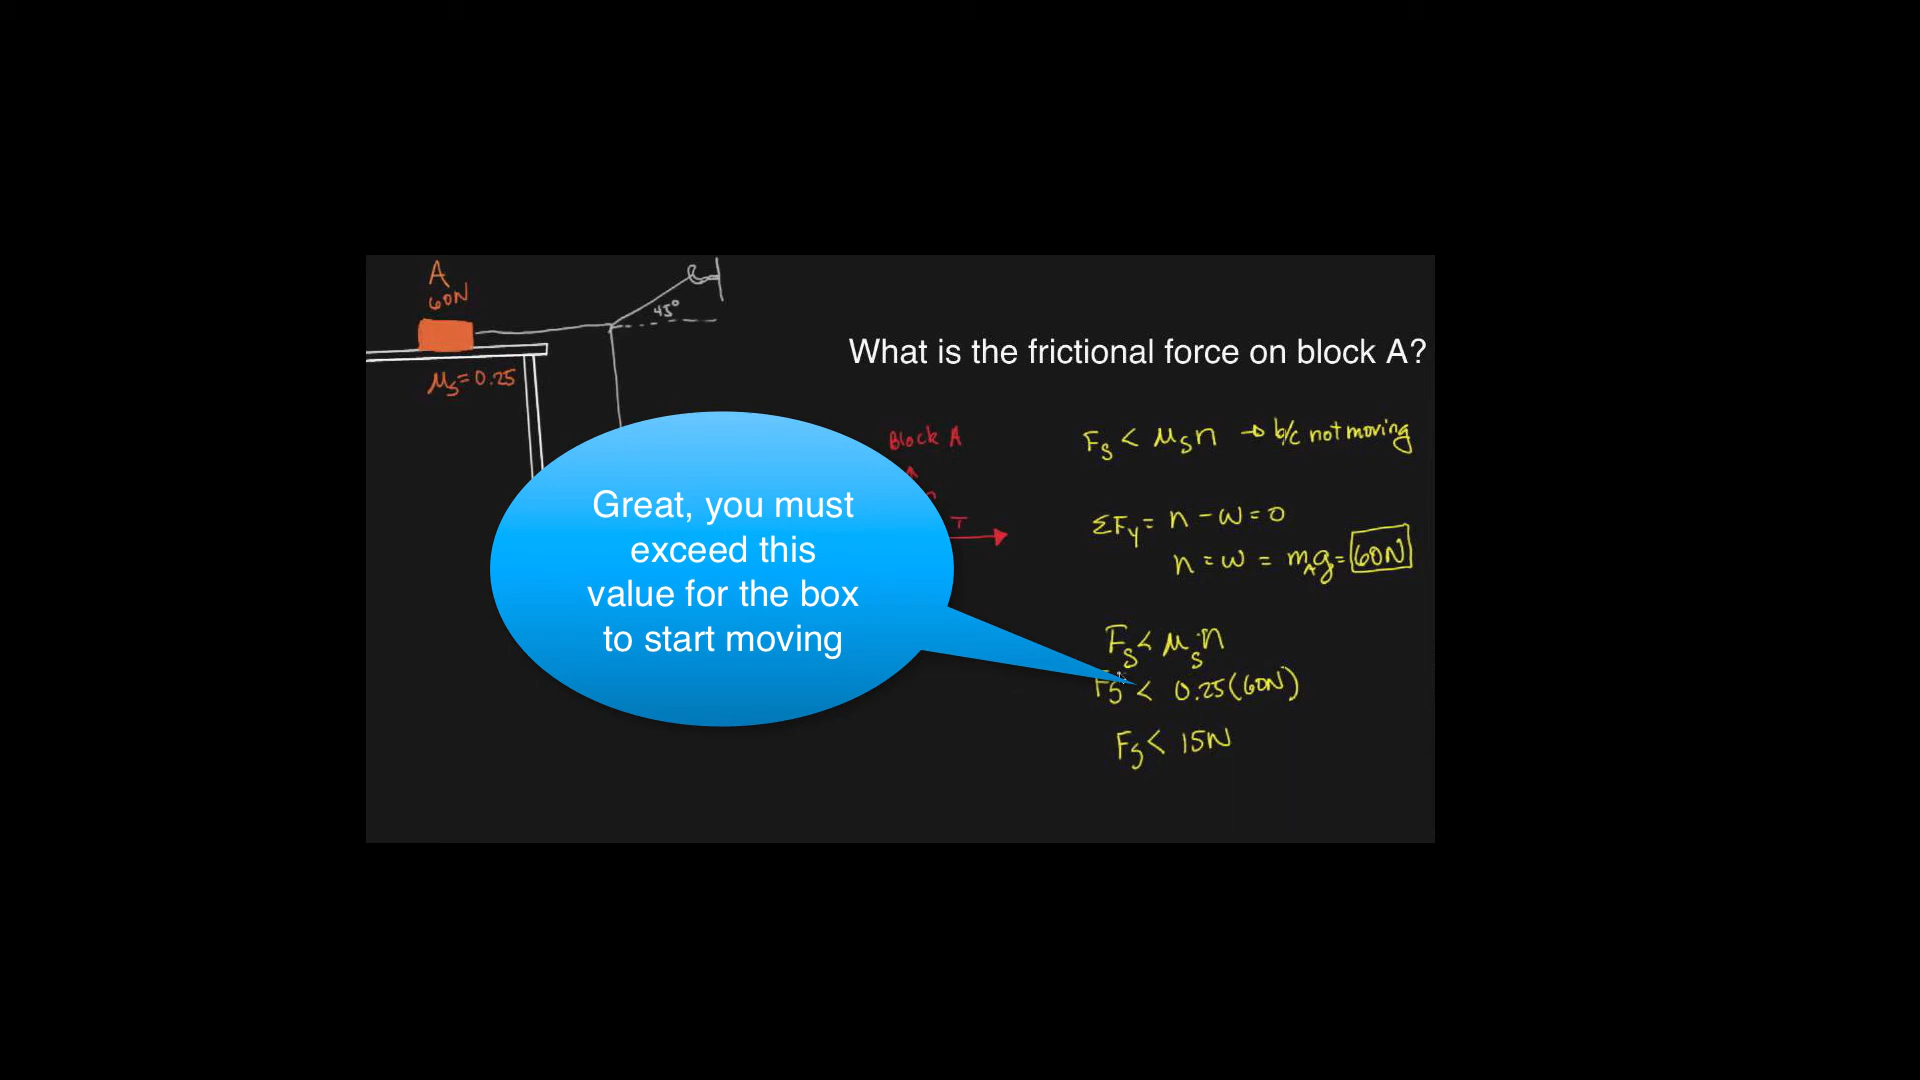 A
60N
45°
μs=0.25
What is the frictional force on block A?
Block A
T
Great, you must
exceed this
value for the box
to start moving
Fs < μsn → b/c not moving
ΣFy= n - w = 0
n = w = mAg= 60N
Fs < μsn
Fs < 0.25(60N)
Fs < 15N